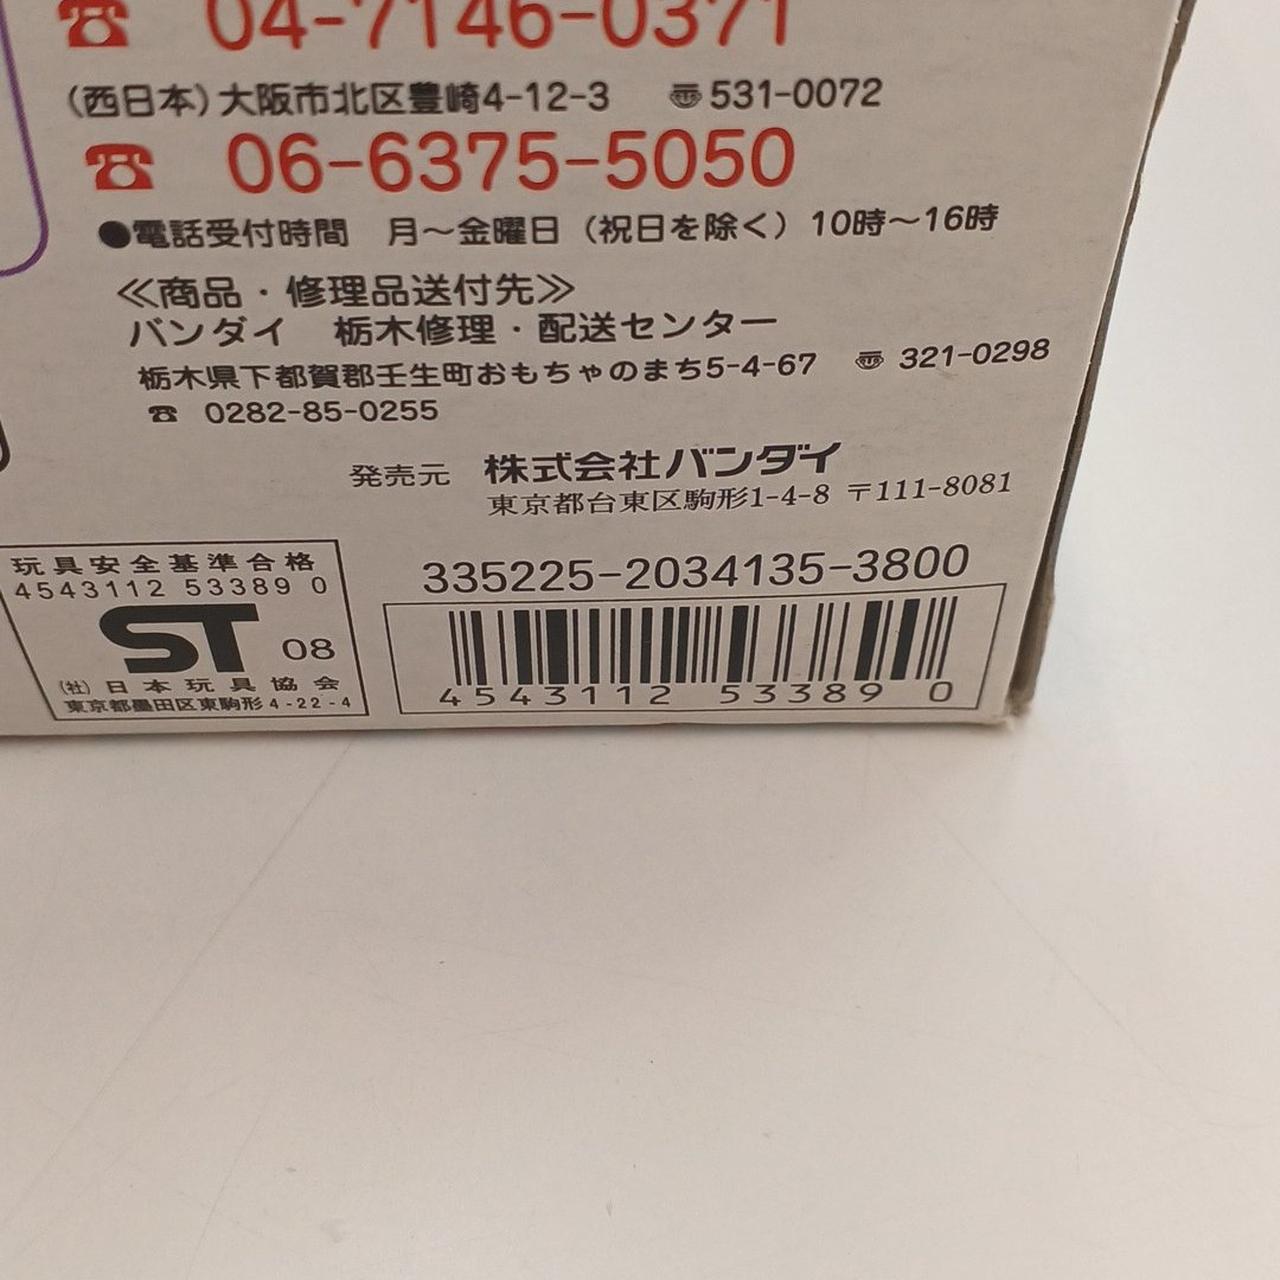 ☎ 04-7146-0371
(西日本)大阪市北区豊崎4-12-3 〠531-0072
☎ 06-6375-5050
●電話受付時間 月～金曜日（祝日を除く）10時～16時
≪商品・修理品送付先≫
バンダイ 栃木修理・配送センター
栃木県下都賀郡壬生町おもちゃのまち5-4-67 〠 321-0298
☎ 0282-85-0255
発売元 株式会社バンダイ
東京都台東区駒形1-4-8 〒111-8081
玩具安全基準合格
4543112 53389 0
ST 08
(社)日本玩具協会
東京都墨田区東駒形4-22-4
335225-2034135-3800
4543112 53389 0